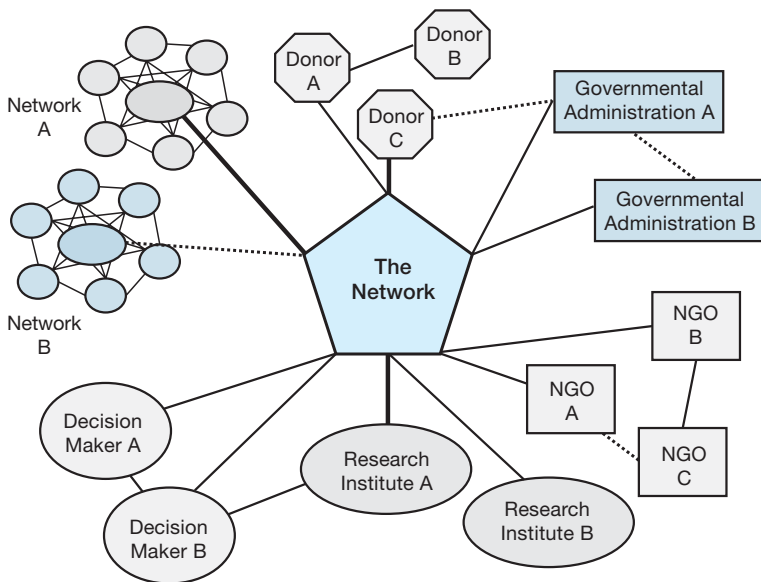 Network
A
Donor
A
Donor
B
Donor
C
Governmental
Administration A
Governmental
Administration B
Network
B
The
Network
NGO
B
NGO
A
NGO
C
Decision
Maker A
Decision
Maker B
Research
Institute A
Research
Institute B